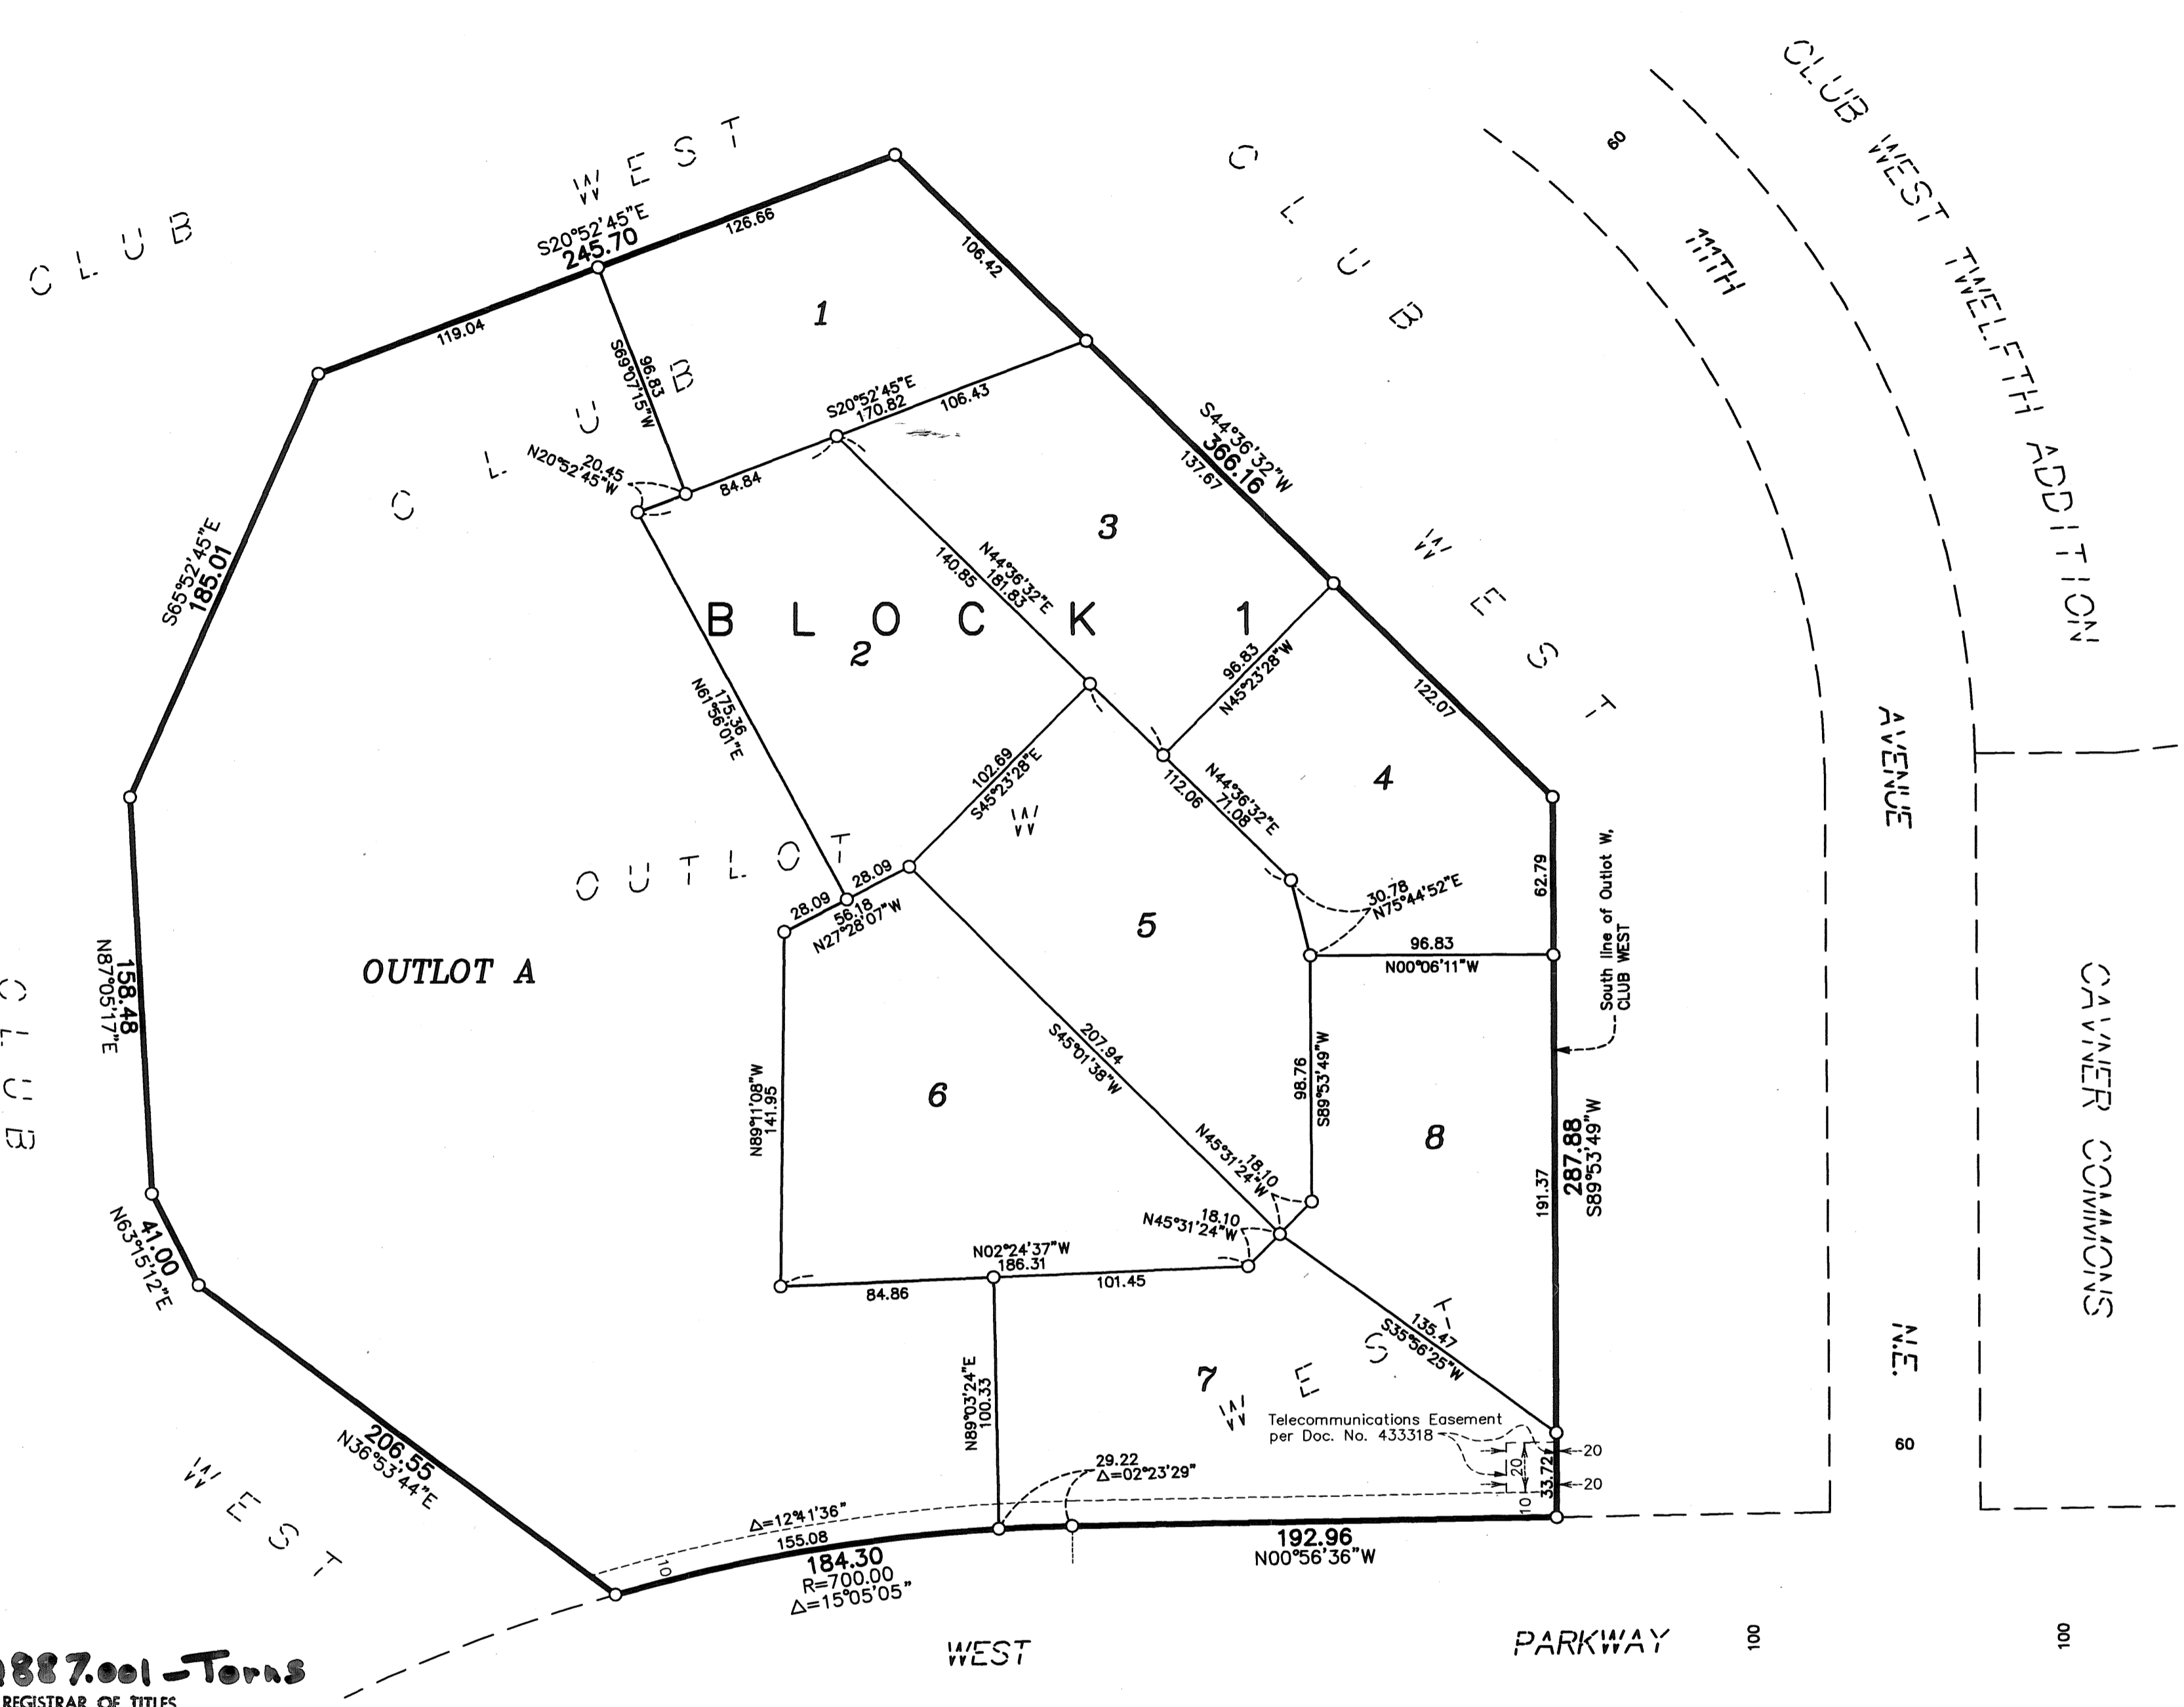 CLUB WEST TWELFTH ADDITION
60
111TH
AVENUE
N.E.
60
CAVNER COMMONS
CLUB
WEST
CLUB
WEST
S20°52'45"E
245.70
126.66
119.04
106.42
1
S69°07'15"W
96.83
S20°52'45"E
170.82
106.43
84.84
20.45
N20°52'45"W
CLUB
S44°36'32"W
366.16
137.67
122.07
3
N44°36'32"E
181.83
140.85
BLOCK 1
2
175.36
N61°56'01"E
96.83
N45°23'28"W
4
102.69
S45°23'28"E
W
N44°36'32"E
71.08
112.06
S65°52'45"E
185.01
OUTLOT
28.09
28.09
56.18
N27°28'07"W
5
30.78
N75°44'52"E
62.79
South line of Outlot W,
CLUB WEST
96.83
N00°06'11"W
OUTLOT A
158.48
N87°05'17"E
CLUB
N89°11'08"W
141.95
6
207.94
S45°01'38"W
98.76
S89°53'49"W
8
287.88
S89°53'49"W
191.37
18.10
N45°31'24"W
18.10
N45°31'24"W
41.00
N63°15'12"E
N02°24'37"W
186.31
84.86
101.45
135.47
S35°56'25"W
WEST
7
N89°03'24"E
100.33
Telecommunications Easement
per Doc. No. 433318
20
20
20
10
33.72
29.22
Δ=02°23'29"
206.55
N36°53'44"E
WEST
Δ=12°41'36"
155.08
10
184.30
R=700.00
Δ=15°05'05"
192.96
N00°56'36"W
WEST
PARKWAY
100
100
887.001-Torns
REGISTRAR OF TITLES